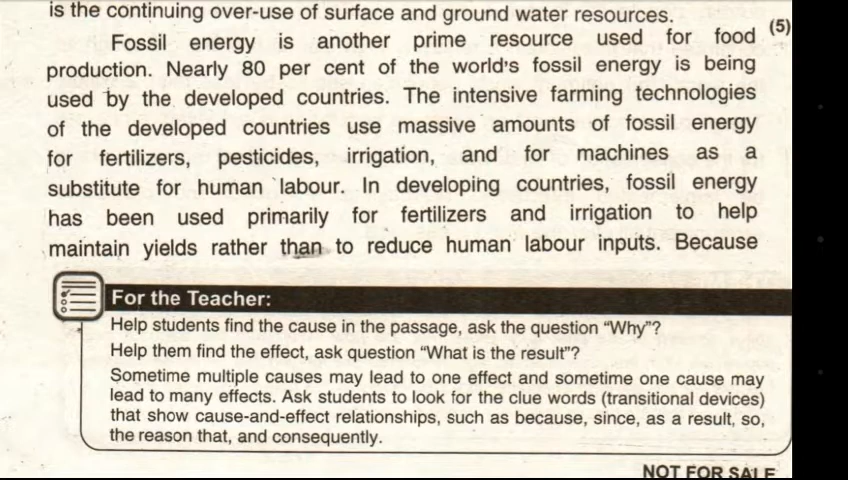 is the continuing over-use of surface and ground water resources.
Fossil energy is another prime resource used for food (5)
production. Nearly 80 per cent of the world's fossil energy is being
used by the developed countries. The intensive farming technologies
of the developed countries use massive amounts of fossil energy
for fertilizers, pesticides, irrigation, and for machines as a
substitute for human labour. In developing countries, fossil energy
has been used primarily for fertilizers and irrigation to help
maintain yields rather than to reduce human labour inputs. Because
For the Teacher:
Help students find the cause in the passage, ask the question “Why”?
Help them find the effect, ask question “What is the result”?
Sometime multiple causes may lead to one effect and sometime one cause may
lead to many effects. Ask students to look for the clue words (transitional devices)
that show cause-and-effect relationships, such as because, since, as a result, so,
the reason that, and consequently.
NOT FOR SALE